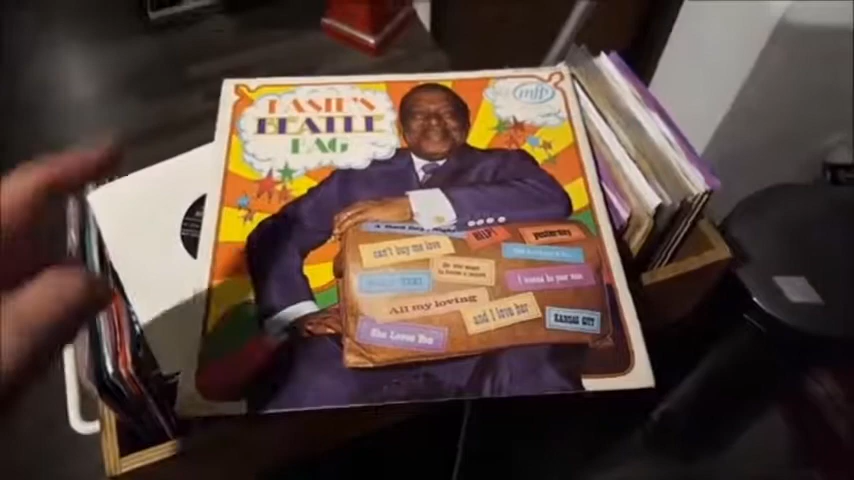 BASIE'S
BEATLE
BAG
mfp
HELP!
yesterday
can't buy me love
I wanna be your man
All my loving
and I love her
KANSAS CITY
She Loves You